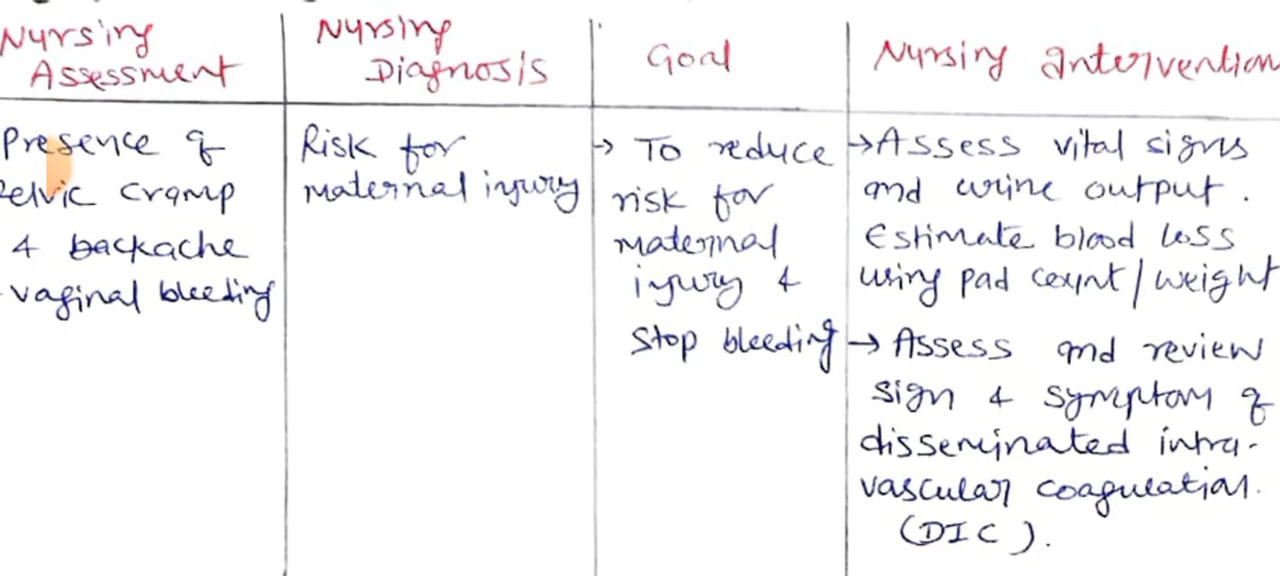 Nursing
Assessment
Nursing
Diagnosis
Goal
Nursing Intervention
Presence of
Pelvic cramp
& backache
vaginal bleeding
Risk for
maternal injury
→ To reduce
risk for
maternal
injury &
stop bleeding
→ Assess vital signs
and urine output.
Estimate blood loss
using pad count/weight
→ Assess and review
sign & symptom of
disseminated intra-
vascular coagulation.
(DIC).